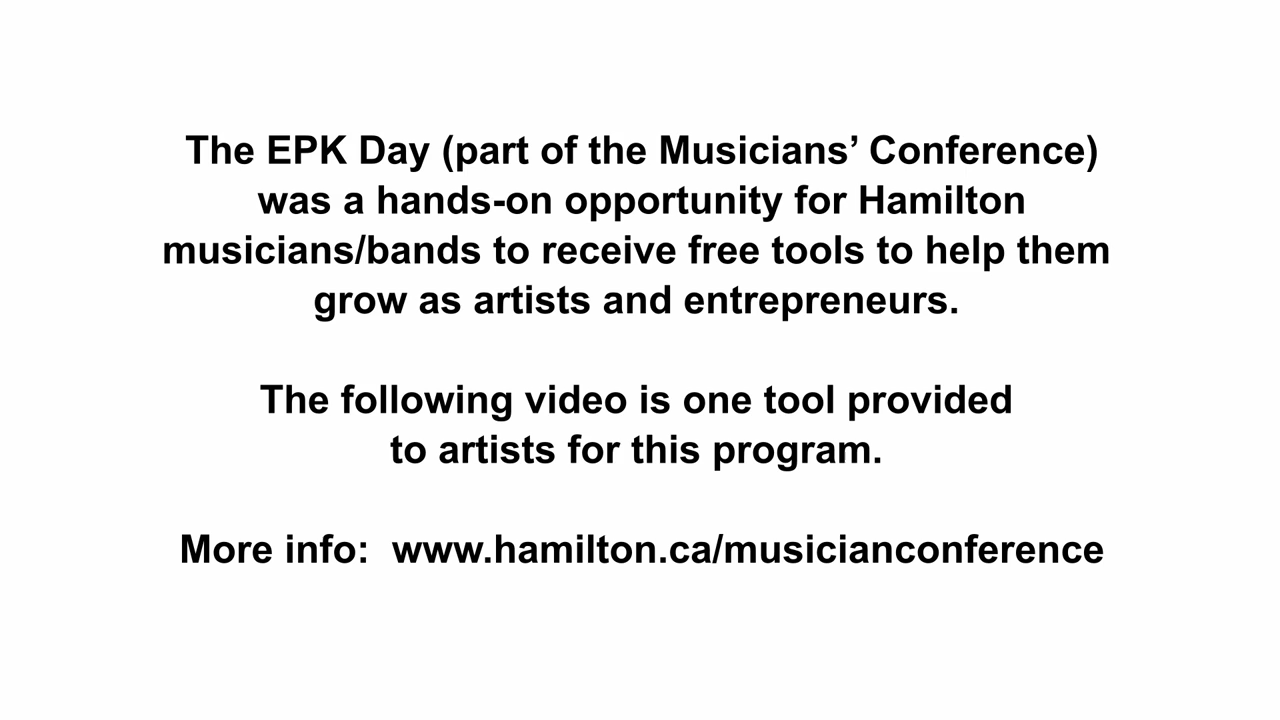 The EPK Day (part of the Musicians’ Conference)
was a hands-on opportunity for Hamilton
musicians/bands to receive free tools to help them
grow as artists and entrepreneurs.
The following video is one tool provided
to artists for this program.
More info:  www.hamilton.ca/musicianconference